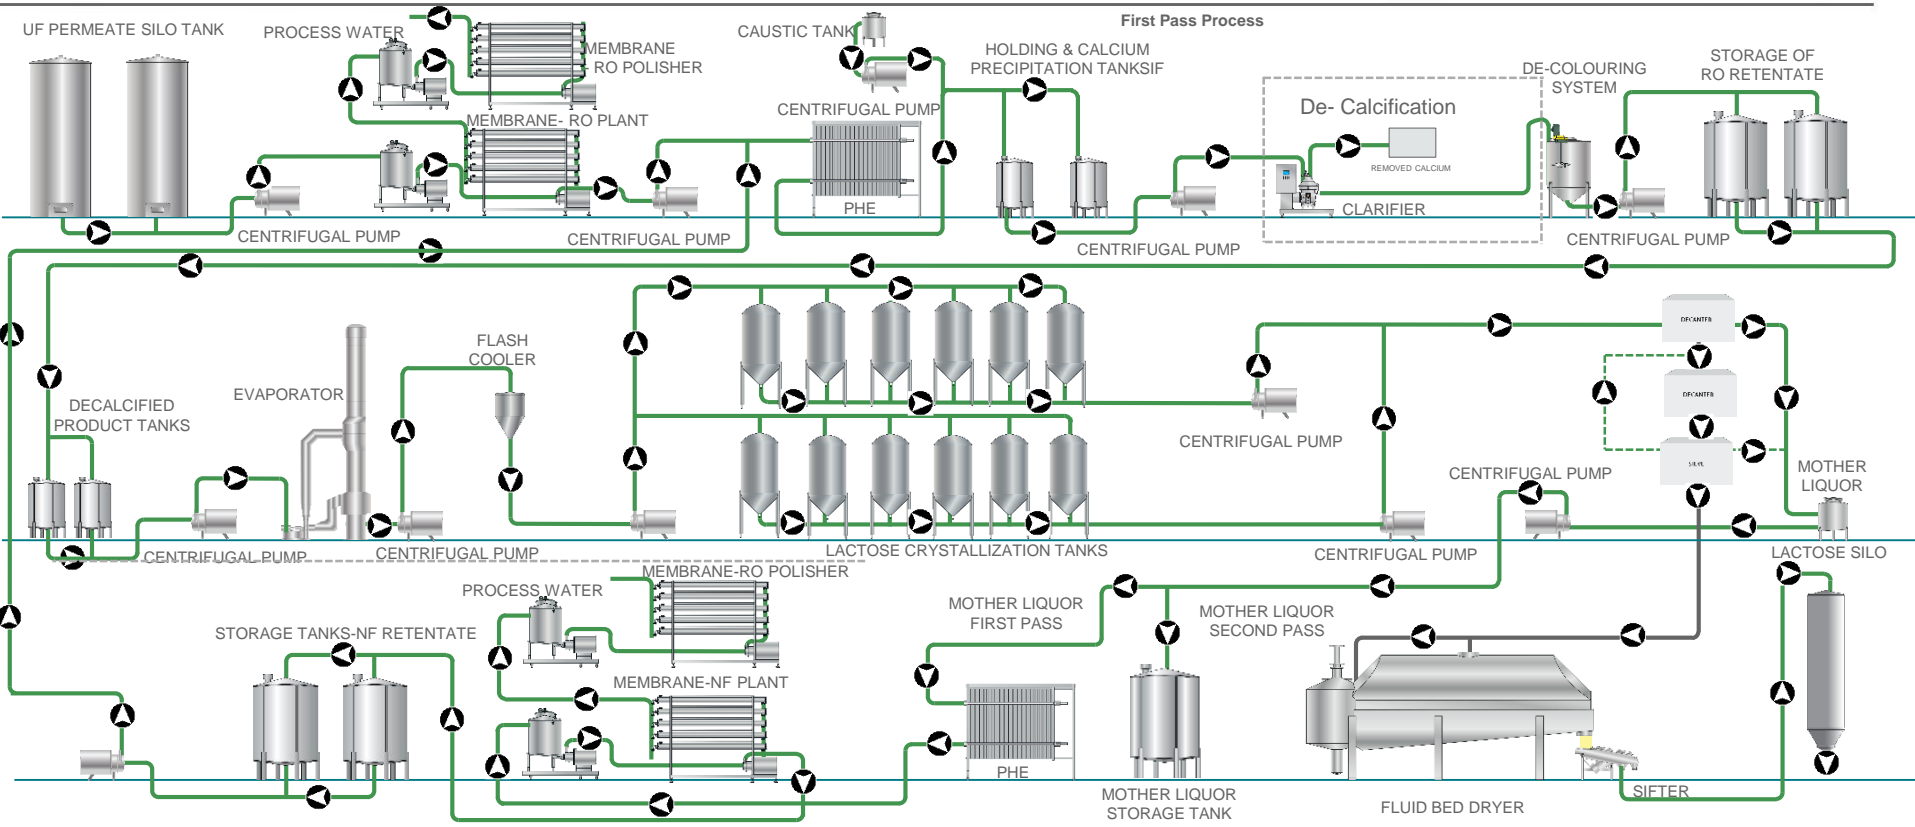 First Pass Process
UF PERMEATE SILO TANK
PROCESS WATER
MEMBRANE
-RO POLISHER
CAUSTIC TANK
HOLDING & CALCIUM
PRECIPITATION TANKSIF
DE-COLOURING
SYSTEM
STORAGE OF
RO RETENTATE
MEMBRANE- RO PLANT
CENTRIFUGAL PUMP
De- Calcification
REMOVED CALCIUM
PHE
CLARIFIER
CENTRIFUGAL PUMP
CENTRIFUGAL PUMP
CENTRIFUGAL PUMP
CENTRIFUGAL PUMP
DECANTER
FLASH
COOLER
EVAPORATOR
DECANTER
DECALCIFIED
PRODUCT TANKS
CENTRIFUGAL PUMP
SIEVE
CENTRIFUGAL PUMP
MOTHER
LIQUOR
CENTRIFUGAL PUMP
CENTRIFUGAL PUMP
LACTOSE CRYSTALLIZATION TANKS
CENTRIFUGAL PUMP
LACTOSE SILO
MEMBRANE-RO POLISHER
PROCESS WATER
MOTHER LIQUOR
FIRST PASS
MOTHER LIQUOR
SECOND PASS
STORAGE TANKS-NF RETENTATE
MEMBRANE-NF PLANT
PHE
MOTHER LIQUOR
STORAGE TANK
FLUID BED DRYER
SIFTER